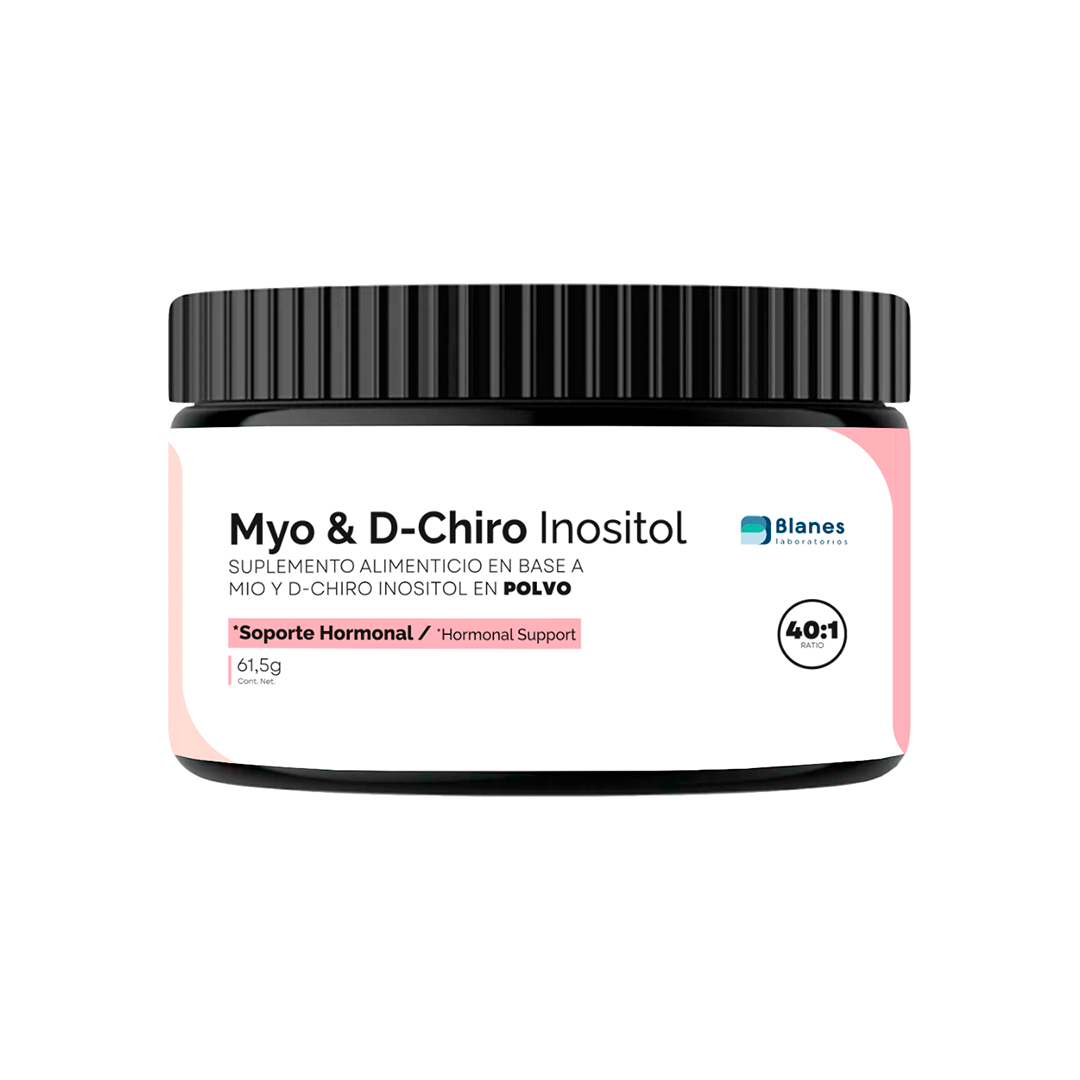 Myo & D-Chiro Inositol
SUPLEMENTO ALIMENTICIO EN BASE A
MIO Y D-CHIRO INOSITOL EN POLVO
*Soporte Hormonal / *Hormonal Support
61,5g
Cont. Net.
Blanes
laboratorios
40:1
RATIO